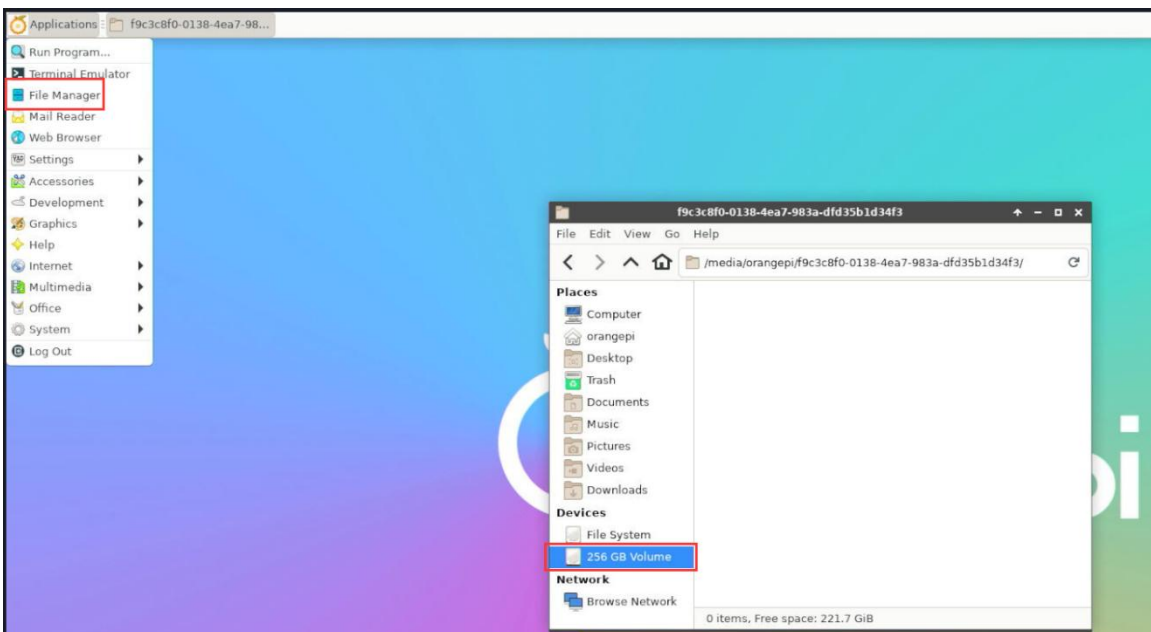 Applications
f9c3c8f0-0138-4ea7-98...
Run Program...
Terminal Emulator
File Manager
Mail Reader
Web Browser
Settings
Accessories
Development
Graphics
Help
Internet
Multimedia
Office
System
Log Out
f9c3c8f0-0138-4ea7-983a-dfd35b1d34f3
File Edit View Go Help
/media/orangepi/f9c3c8f0-0138-4ea7-983a-dfd35b1d34f3/
Places
Computer
orangepi
Desktop
Trash
Documents
Music
Pictures
Videos
Downloads
Devices
File System
256 GB Volume
Network
Browse Network
0 items, Free space: 221.7 GiB
pi